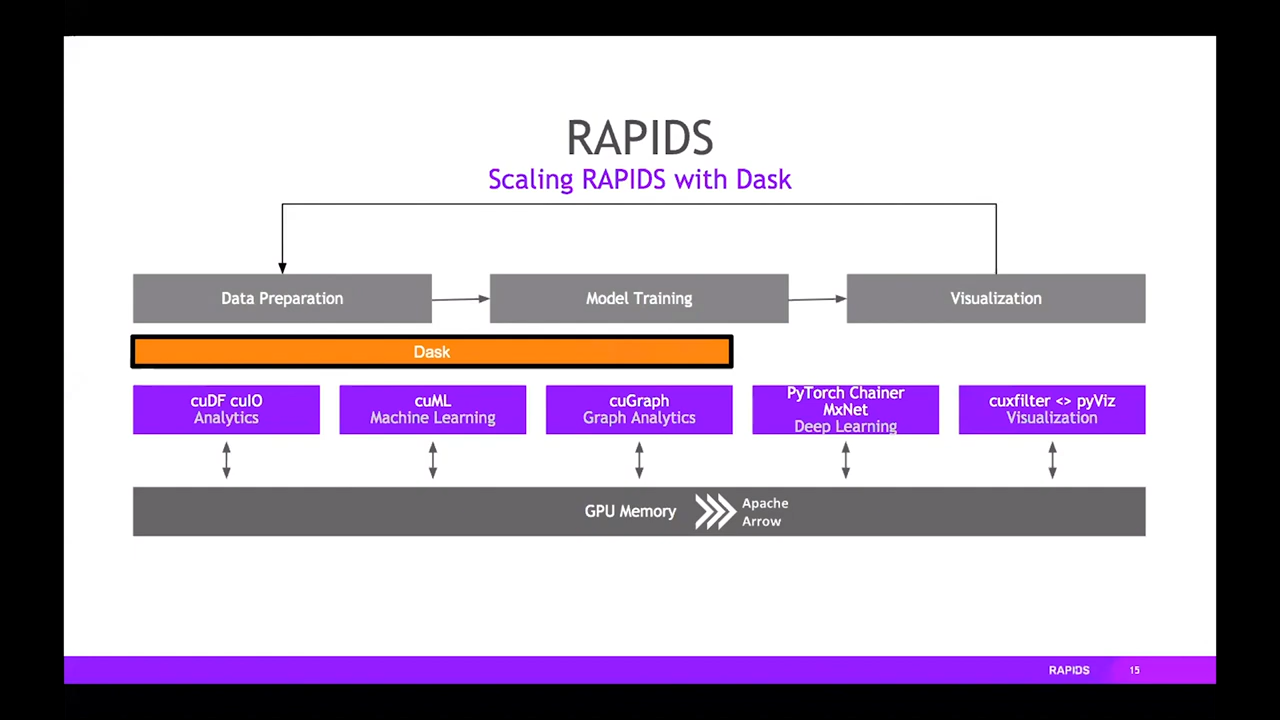 RAPIDS
Scaling RAPIDS with Dask
Data Preparation
Model Training
Visualization
Dask
cuDF cuIO
Analytics
cuML
Machine Learning
cuGraph
Graph Analytics
PyTorch Chainer
MxNet
Deep Learning
cuxfilter <> pyViz
Visualization
GPU Memory
Apache
Arrow
RAPIDS
15